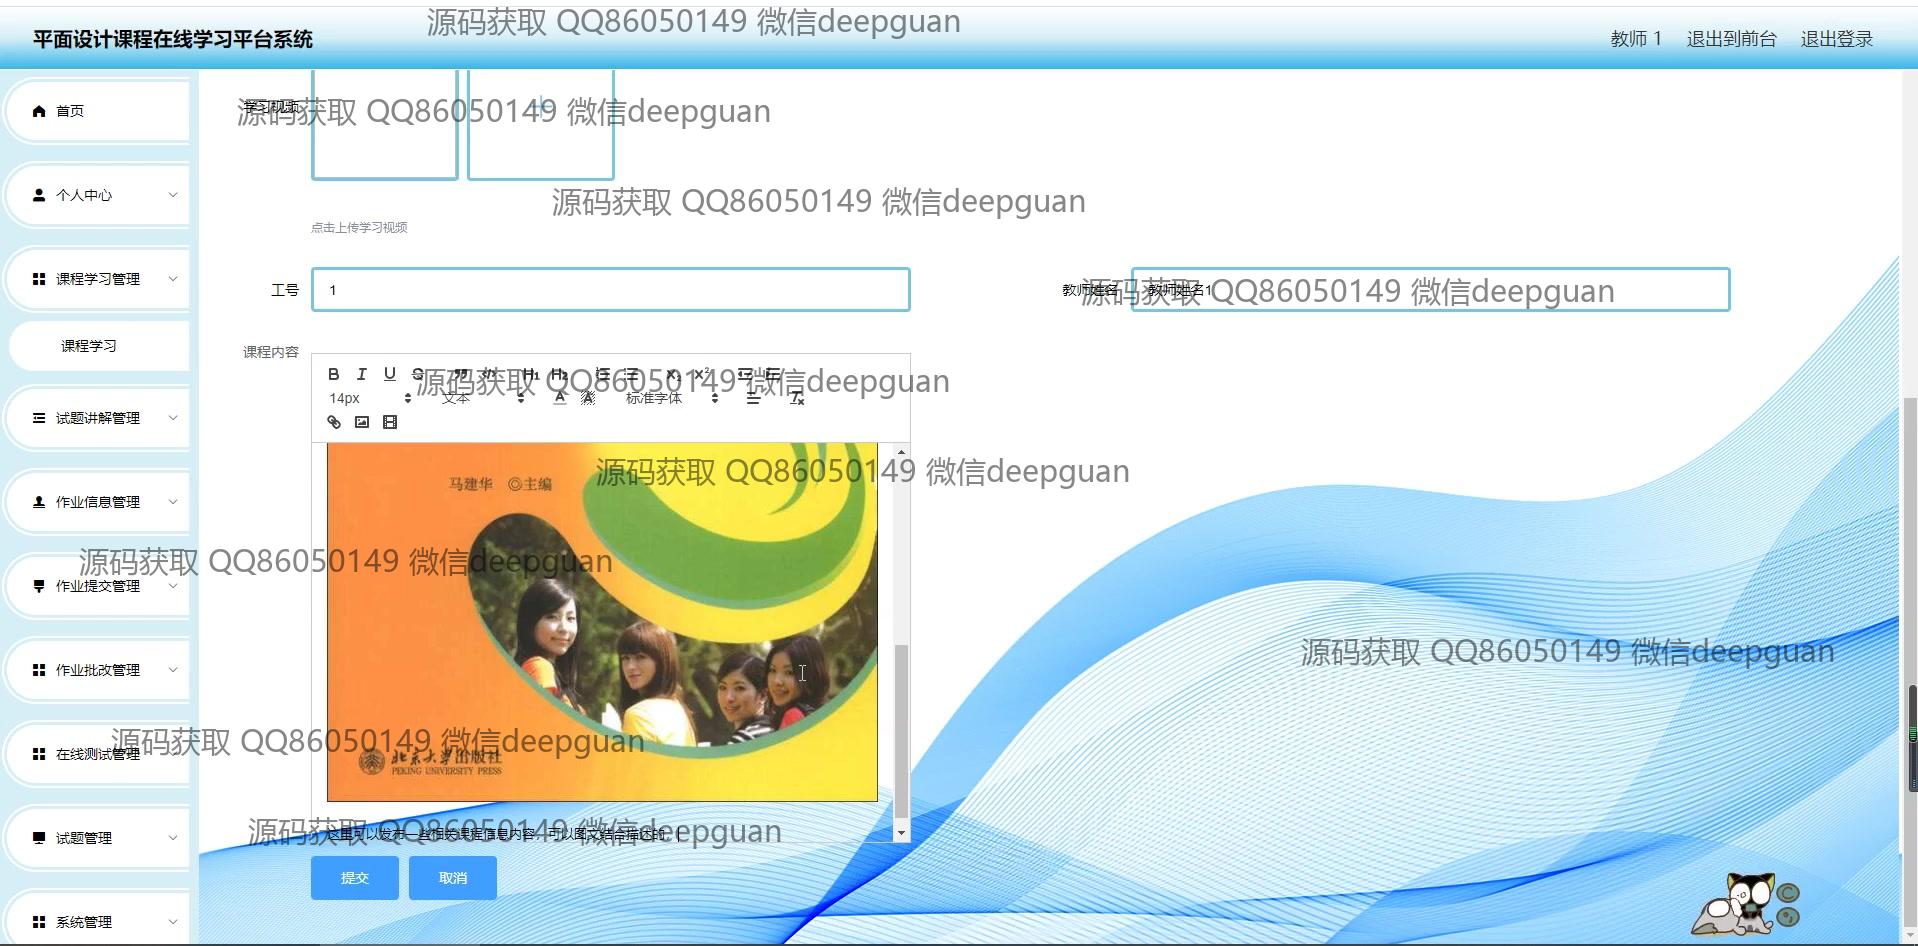 源码获取 QQ86050149 微信deepguan
平面设计课程在线学习平台系统
教师 1
退出到前台
退出登录
首页
学习视频
源码获取 QQ86050149 微信deepguan
个人中心
源码获取 QQ86050149 微信deepguan
点击上传学习视频
课程学习管理
工号
1
教师姓名
教师姓名1
源码获取 QQ86050149 微信deepguan
课程学习
课程内容
B I U S H1 H2 X2 X2
源码获取 QQ86050149 微信deepguan
14px
文本
标准字体
试题讲解管理
源码获取 QQ86050149 微信deepguan
马建华 ◎主编
作业信息管理
源码获取 QQ86050149 微信deepguan
作业提交管理
源码获取 QQ86050149 微信deepguan
作业批改管理
源码获取 QQ86050149 微信deepguan
在线测试管理
北京大学出版社
PEKING UNIVERSITY PRESS
源码获取 QQ86050149 微信deepguan
这里可以发布一些相关课程信息内容，可以图文结合描述的，
试题管理
提交
取消
系统管理